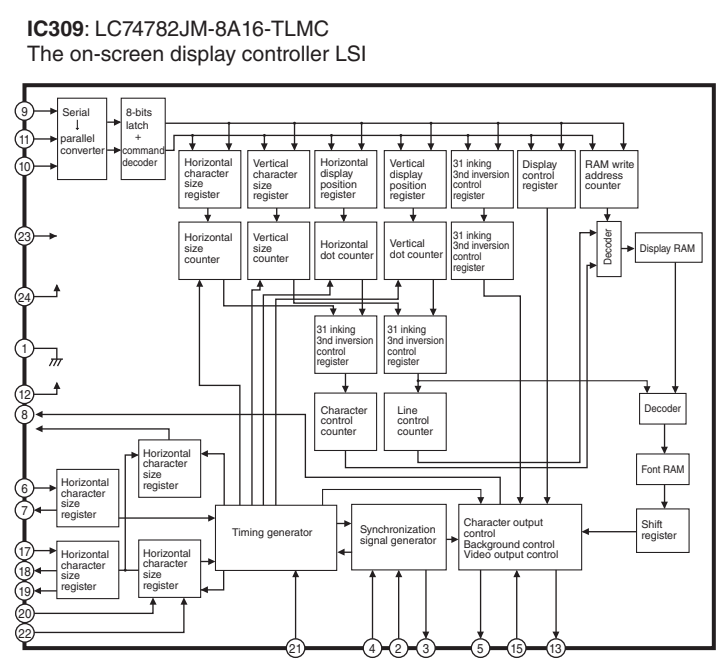 IC309: LC74782JM-8A16-TLMC
The on-screen display controller LSI
9
11
10
Serial
↓
parallel
converter
8-bits
latch
+
command
decoder
Horizontal
character
size
register
Vertical
character
size
register
Horizontal
display
position
register
Vertical
display
position
register
31 inking
3nd inversion
control
register
Display
control
register
RAM write
address
counter
23
Horizontal
size
counter
Vertical
size
counter
Horizontal
dot counter
Vertical
dot counter
31 inking
3nd inversion
control
register
Decoder
Display RAM
24
1
31 inking
3nd inversion
control
register
31 inking
3nd inversion
control
register
12
8
Character
control
counter
Line
control
counter
Decoder
Horizontal
character
size
register
Font RAM
6
7
Horizontal
character
size
register
Timing generator
Synchronization
signal generator
Character output
control
Background control
Video output control
Shift
register
17
18
19
Horizontal
character
size
register
Horizontal
character
size
register
20
22
21
4
2
3
5
15
13